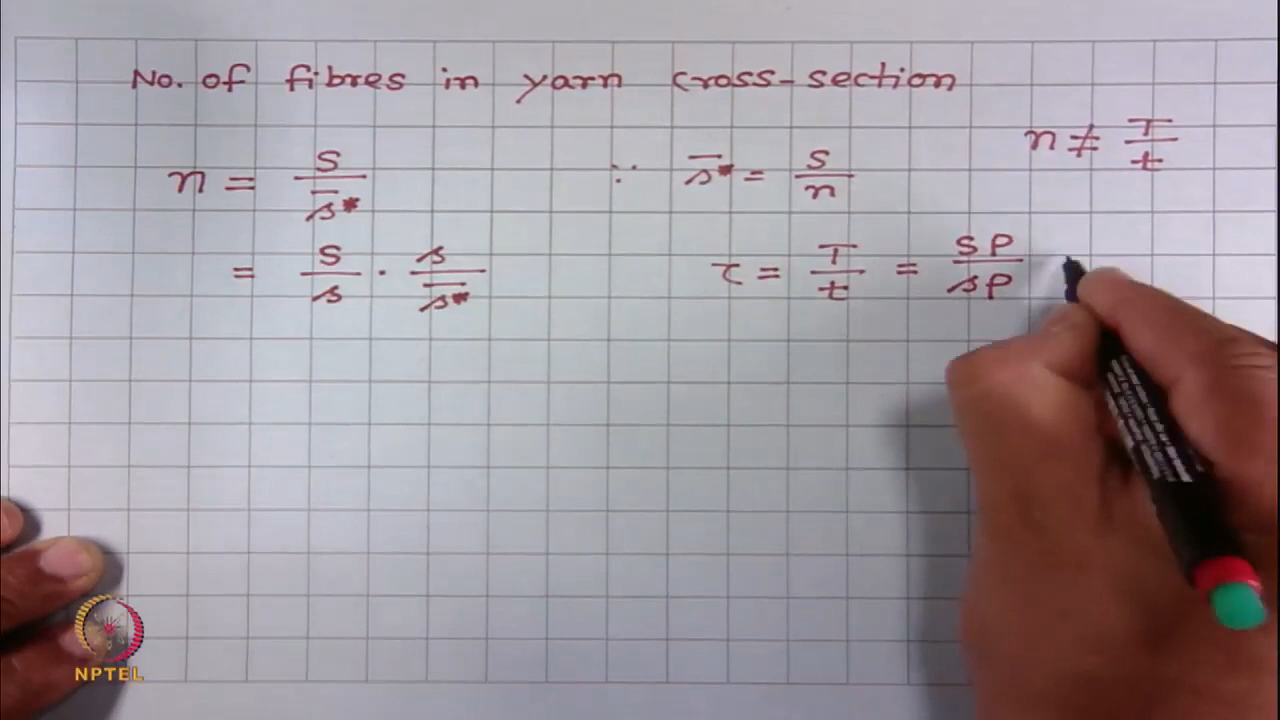 No. of fibres in yarn cross-section
n ≠ T/t
n = S/s̄* ∵ s̄* = S/n
= S/s · s/s̄* τ = T/t = Sρ/sρ
NPTEL